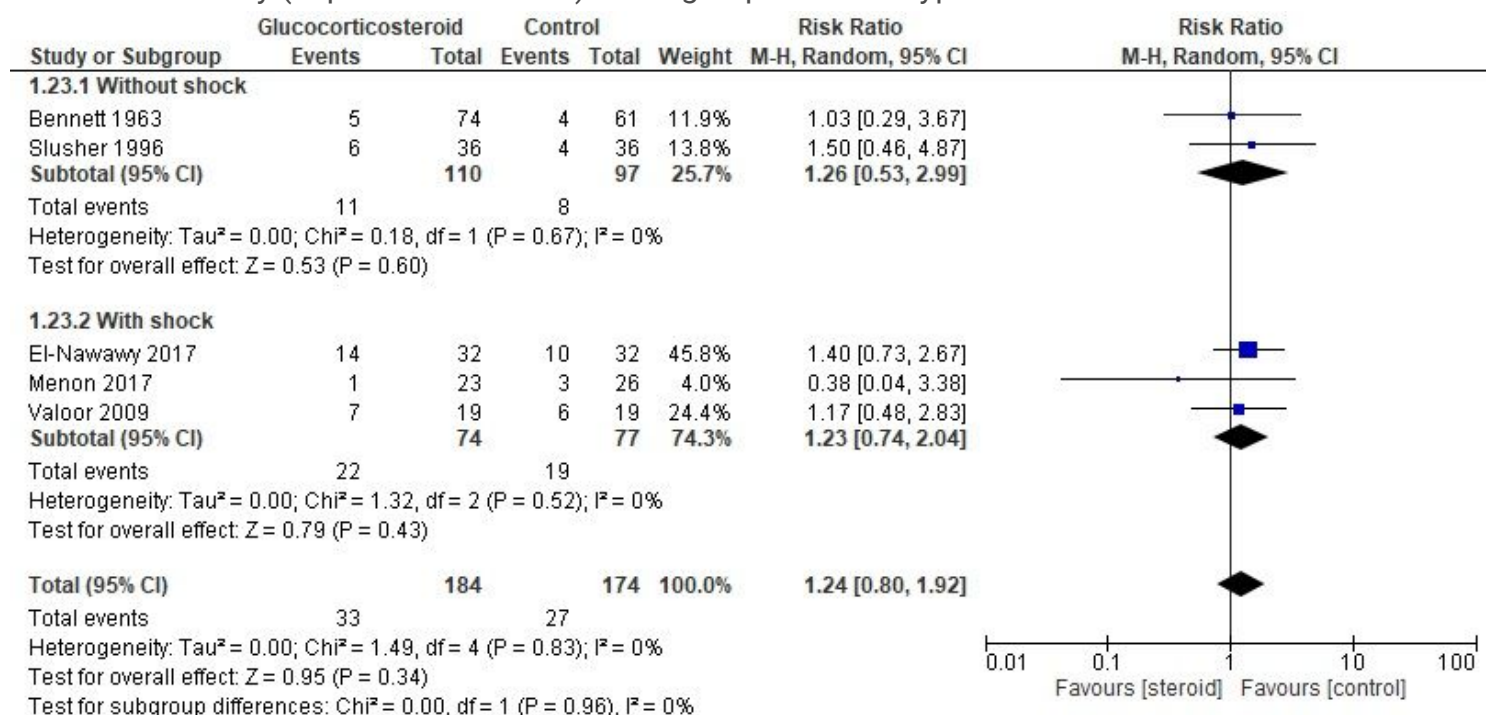 Glucocorticosteroid Control Risk Ratio Risk Ratio
Study or Subgroup Events Total Events Total Weight M-H, Random, 95% CI M-H, Random, 95% CI
1.23.1 Without shock
Bennett 1963 5 74 4 61 11.9% 1.03 [0.29, 3.67]
Slusher 1996 6 36 4 36 13.8% 1.50 [0.46, 4.87]
Subtotal (95% CI) 110 97 25.7% 1.26 [0.53, 2.99]
Total events 11 8
Heterogeneity: Tau² = 0.00; Chi² = 0.18, df = 1 (P = 0.67); I² = 0%
Test for overall effect: Z = 0.53 (P = 0.60)
1.23.2 With shock
El-Nawawy 2017 14 32 10 32 45.8% 1.40 [0.73, 2.67]
Menon 2017 1 23 3 26 4.0% 0.38 [0.04, 3.38]
Valoor 2009 7 19 6 19 24.4% 1.17 [0.48, 2.83]
Subtotal (95% CI) 74 77 74.3% 1.23 [0.74, 2.04]
Total events 22 19
Heterogeneity: Tau² = 0.00; Chi² = 1.32, df = 2 (P = 0.52); I² = 0%
Test for overall effect: Z = 0.79 (P = 0.43)
Total (95% CI) 184 174 100.0% 1.24 [0.80, 1.92]
Total events 33 27
Heterogeneity: Tau² = 0.00; Chi² = 1.49, df = 4 (P = 0.83); I² = 0%
Test for overall effect: Z = 0.95 (P = 0.34)
Test for subgroup differences: Chi² = 0.00, df = 1 (P = 0.96), I² = 0%
0.01 0.1 1 10 100
Favours [steroid] Favours [control]